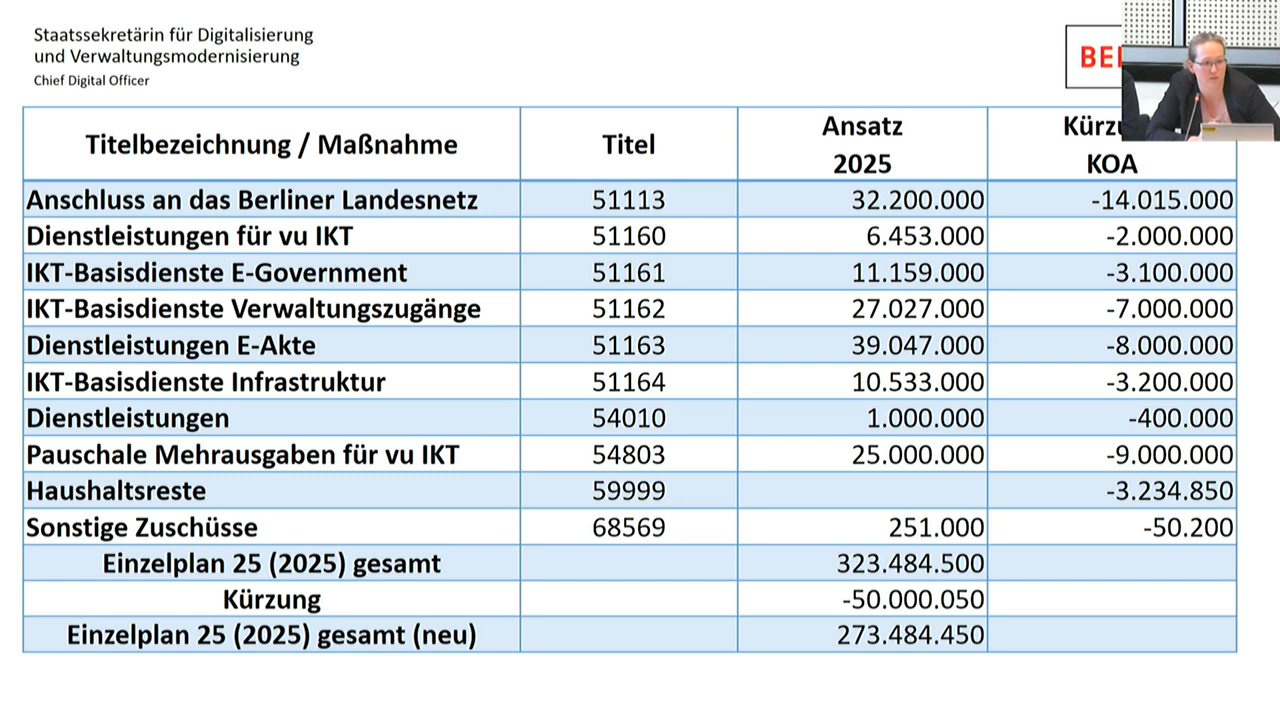 Staatssekretärin für Digitalisierung
und Verwaltungsmodernisierung
Chief Digital Officer
Titelbezeichnung / Maßnahme Titel Ansatz 2025 KOA
Anschluss an das Berliner Landesnetz 51113 32.200.000 -14.015.000
Dienstleistungen für vu IKT 51160 6.453.000 -2.000.000
IKT-Basisdienste E-Government 51161 11.159.000 -3.100.000
IKT-Basisdienste Verwaltungszugänge 51162 27.027.000 -7.000.000
Dienstleistungen E-Akte 51163 39.047.000 -8.000.000
IKT-Basisdienste Infrastruktur 51164 10.533.000 -3.200.000
Dienstleistungen 54010 1.000.000 -400.000
Pauschale Mehrausgaben für vu IKT 54803 25.000.000 -9.000.000
Haushaltsreste 59999 -3.234.850
Sonstige Zuschüsse 68569 251.000 -50.200
Einzelplan 25 (2025) gesamt 323.484.500
Kürzung -50.000.050
Einzelplan 25 (2025) gesamt (neu) 273.484.450